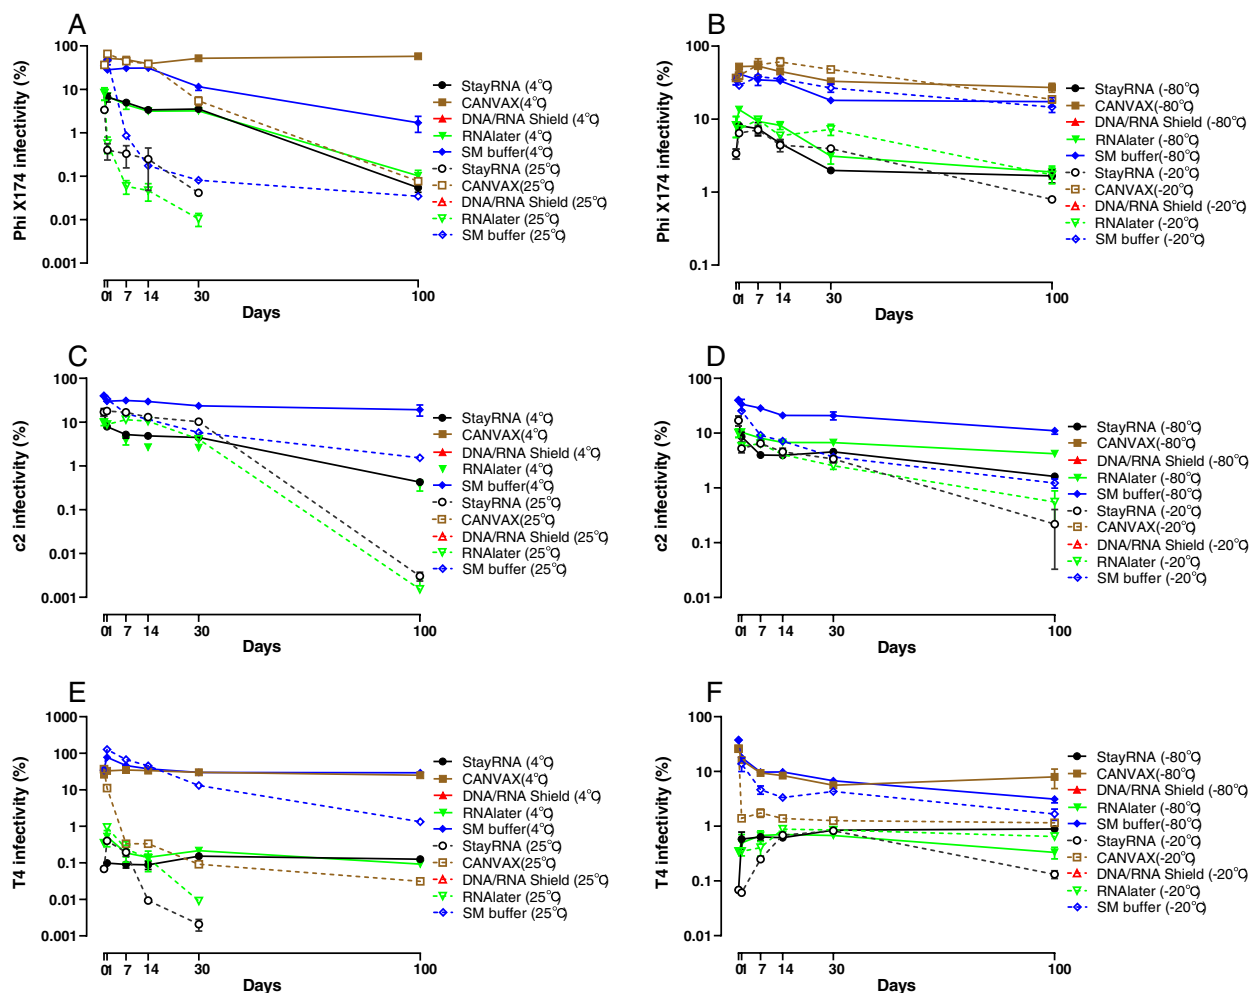 A
Phi X174 infectivity (%)
100
10
1
0.1
0.01
0.001
01 7 14 30 100
Days
StayRNA (4℃)
CANVAX(4℃)
DNA/RNA Shield (4℃)
RNAlater (4℃)
SM buffer(4℃)
StayRNA (25℃)
CANVAX(25℃)
DNA/RNA Shield (25℃)
RNAlater (25℃)
SM buffer (25℃)
B
Phi X174 infectivity (%)
100
10
1
0.1
01 7 14 30 100
Days
StayRNA (-80℃)
CANVAX(-80℃)
DNA/RNA Shield (-80℃)
RNAlater (-80℃)
SM buffer(-80℃)
StayRNA (-20℃)
CANVAX(-20℃)
DNA/RNA Shield (-20℃)
RNAlater (-20℃)
SM buffer (-20℃)
C
c2 infectivity (%)
100
10
1
0.1
0.01
0.001
01 7 14 30 100
Days
StayRNA (4℃)
CANVAX(4℃)
DNA/RNA Shield (4℃)
RNAlater (4℃)
SM buffer(4℃)
StayRNA (25℃)
CANVAX(25℃)
DNA/RNA Shield (25℃)
RNAlater (25℃)
SM buffer (25℃)
D
c2 infectivity (%)
100
10
1
0.1
0.01
01 7 14 30 100
Days
StayRNA (-80℃)
CANVAX(-80℃)
DNA/RNA Shield (-80℃)
RNAlater (-80℃)
SM buffer(-80℃)
StayRNA (-20℃)
CANVAX(-20℃)
DNA/RNA Shield (-20℃)
RNAlater (-20℃)
SM buffer (-20℃)
E
T4 infectivity (%)
1000
100
10
1
0.1
0.01
0.001
01 7 14 30 100
Days
StayRNA (4℃)
CANVAX(4℃)
DNA/RNA Shield (4℃)
RNAlater (4℃)
SM buffer(4℃)
StayRNA (25℃)
CANVAX(25℃)
DNA/RNA Shield (25℃)
RNAlater (25℃)
SM buffer (25℃)
F
T4 infectivity (%)
100
10
1
0.1
0.01
01 7 14 30 100
Days
StayRNA (-80℃)
CANVAX(-80℃)
DNA/RNA Shield (-80℃)
RNAlater (-80℃)
SM buffer(-80℃)
StayRNA (-20℃)
CANVAX(-20℃)
DNA/RNA Shield (-20℃)
RNAlater (-20℃)
SM buffer (-20℃)